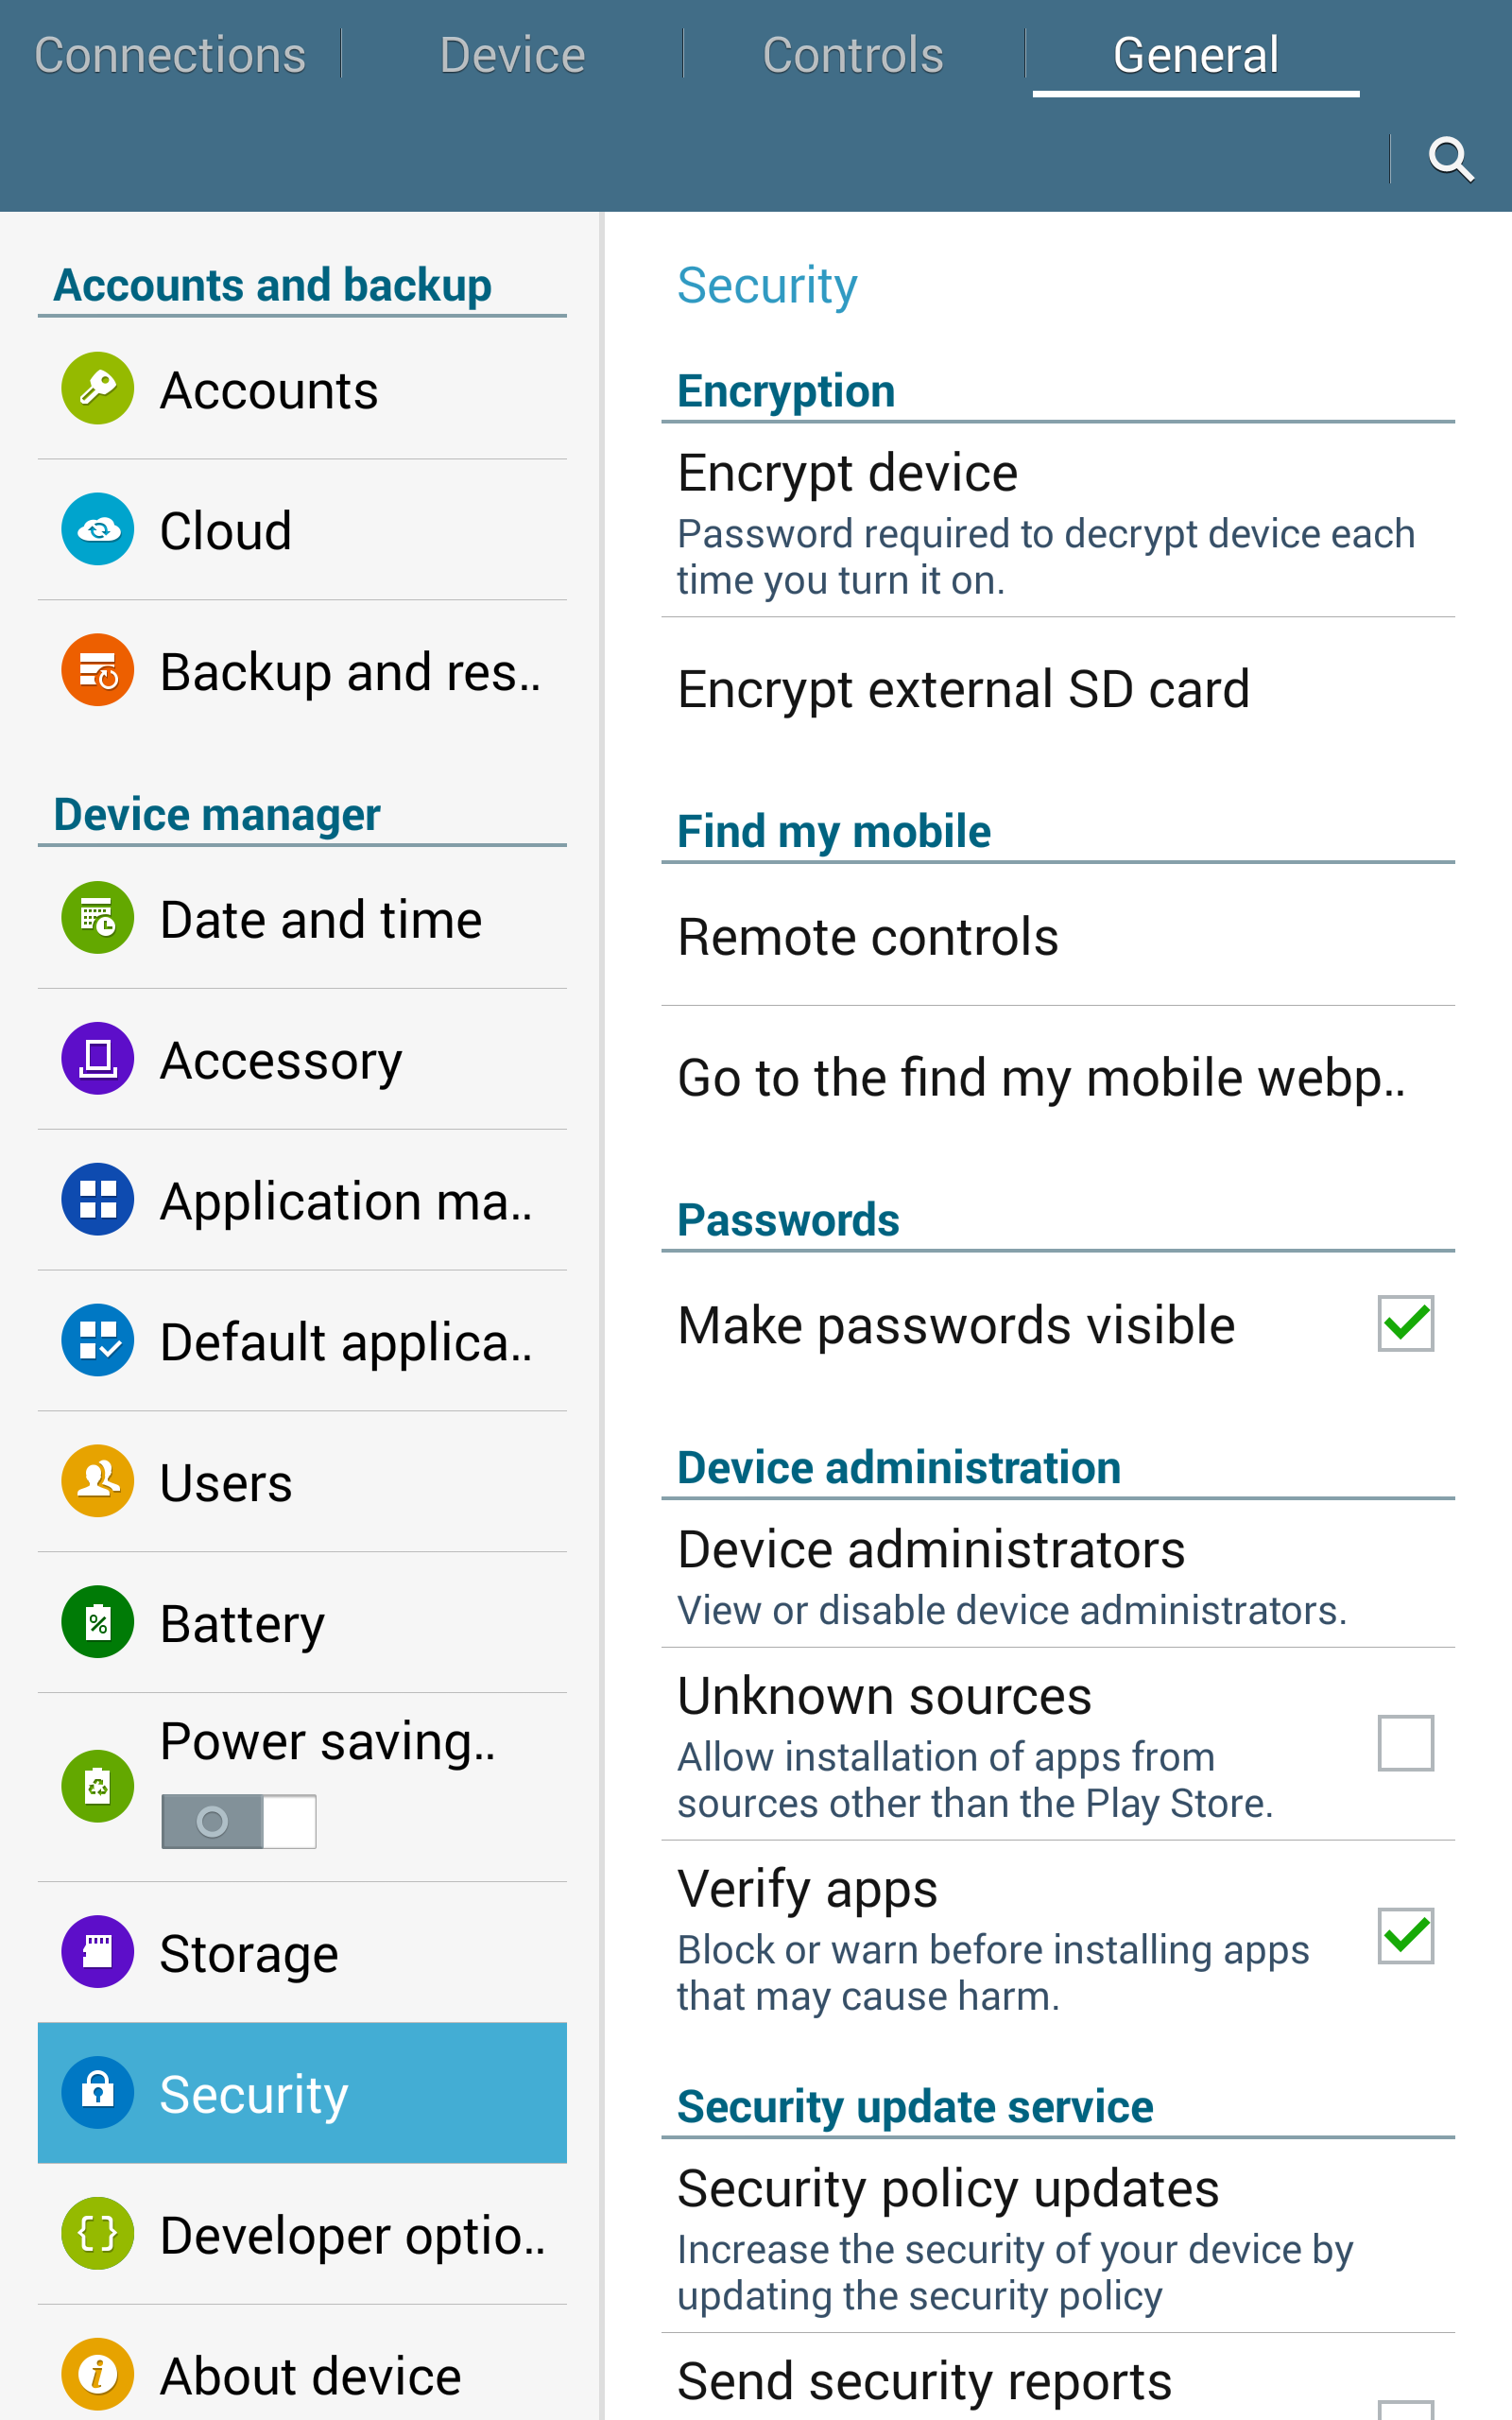 Connections
Device
Controls
General
Accounts and backup
Accounts
Cloud
Backup and res..
Device manager
Date and time
Accessory
Application ma..
Default applica..
Users
Battery
Power saving..
Storage
Security
Developer optio..
About device
Security
Encryption
Encrypt device
Password required to decrypt device each
time you turn it on.
Encrypt external SD card
Find my mobile
Remote controls
Go to the find my mobile webp..
Passwords
Make passwords visible
Device administration
Device administrators
View or disable device administrators.
Unknown sources
Allow installation of apps from
sources other than the Play Store.
Verify apps
Block or warn before installing apps
that may cause harm.
Security update service
Security policy updates
Increase the security of your device by
updating the security policy
Send security reports